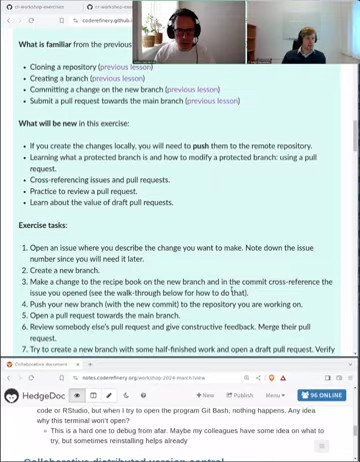 cr-workshop-exercises
coderefinery.github.
What is familiar from the previous
Cloning a repository (previous lesson)
Creating a branch (previous lesson)
Committing a change on the new branch (previous lesson)
Submit a pull request towards the main branch (previous lesson)
What will be new in this exercise:
If you create the changes locally, you will need to push them to the remote repository.
Learning what a protected branch is and how to modify a protected branch: using a pull
request.
Cross-referencing issues and pull requests.
Practice to review a pull request.
Learn about the value of draft pull requests.
Exercise tasks:
1. Open an issue where you describe the change you want to make. Note down the issue
number since you will need it later.
2. Create a new branch.
3. Make a change to the recipe book on the new branch and in the commit cross-reference the
issue you opened (see the walk-through below for how to do that).
4. Push your new branch (with the new commit) to the repository you are working on.
5. Open a pull request towards the main branch.
6. Review somebody else's pull request and give constructive feedback. Merge their pull
request.
7. Try to create a new branch with some half-finished work and open a draft pull request. Verify
Collaborative document
notes.coderefinery.org/workshop-2024-march/view
HedgeDoc
New
Publish
Menu
96 ONLINE
code or RStudio, but when I try to open the program Git Bash, nothing happens. Any idea
why this terminal won't open?
This is a hard one to debug from afar. Maybe my colleagues have some idea on what
to try, but sometimes reinstalling helps already
Collaborative distributed version control